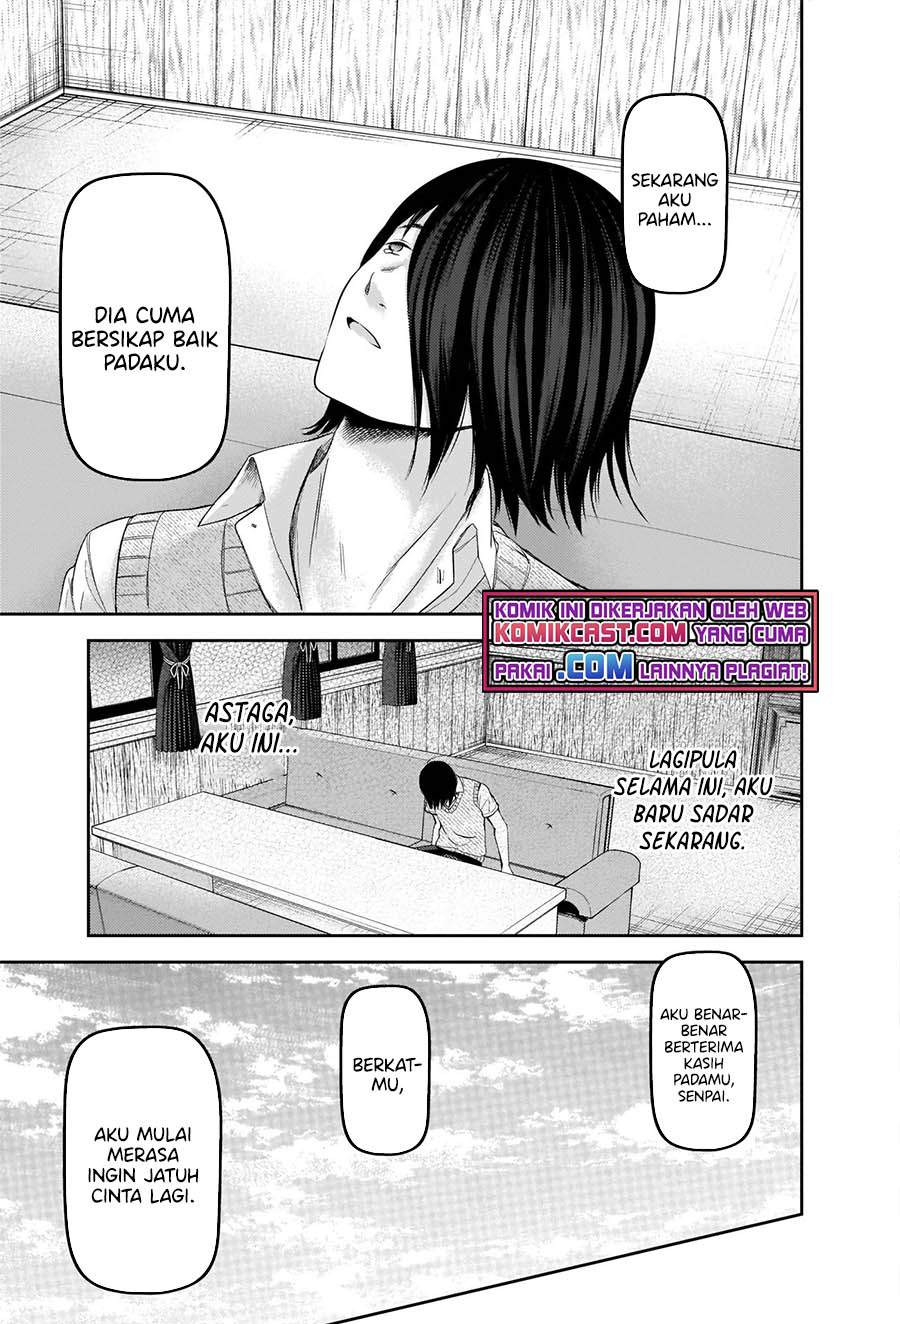 SEKARANG
AKU
PAHAM...
DIA CUMA
BERSIKAP BAIK
PADAKU.
KOMIK INI DIKERJAKAN OLEH WEB
KOMIKCAST.COM YANG CUMA
PAKAI .COM LAINNYA PLAGIAT!
LAGIPULA
SELAMA INI, AKU
BARU SADAR
SEKARANG.
ASTAGA,
AKU INI...
AKU BENAR-
BENAR
BERTERIMA
KASIH
PADAMU,
SENPAI.
BERKAT-
MU,
AKU MULAI
MERASA
INGIN JATUH
CINTA LAGI.